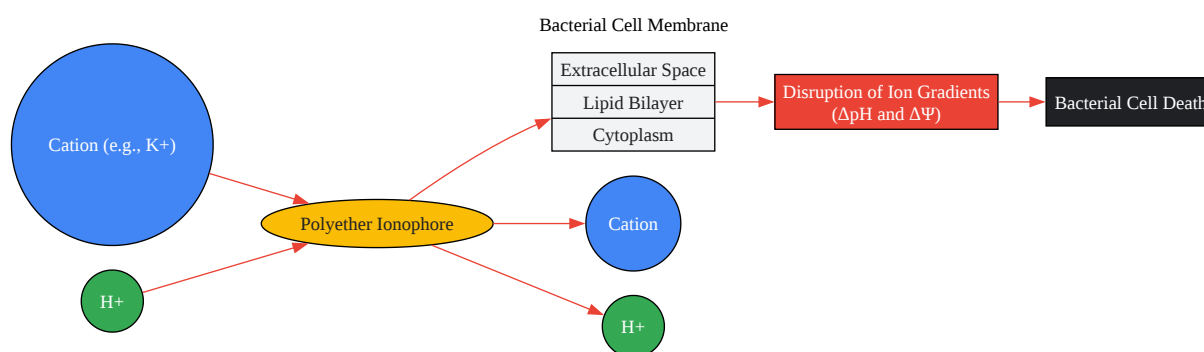 Bacterial Cell Membrane
Extracellular Space
Lipid Bilayer
Cytoplasm
Disruption of Ion Gradients
(ΔpH and ΔΨ)
Bacterial Cell Death
Cation (e.g., K+)
Polyether Ionophore
Cation
H+
H+